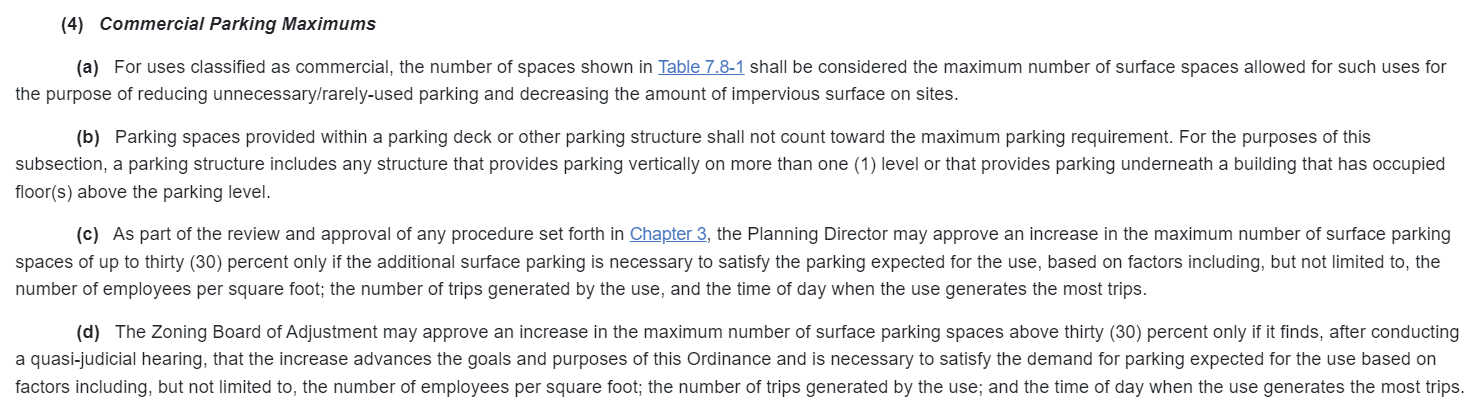 (4) Commercial Parking Maximums
(a) For uses classified as commercial, the number of spaces shown in Table 7.8-1 shall be considered the maximum number of surface spaces allowed for such uses for
the purpose of reducing unnecessary/rarely-used parking and decreasing the amount of impervious surface on sites.
(b) Parking spaces provided within a parking deck or other parking structure shall not count toward the maximum parking requirement. For the purposes of this
subsection, a parking structure includes any structure that provides parking vertically on more than one (1) level or that provides parking underneath a building that has occupied
floor(s) above the parking level.
(c) As part of the review and approval of any procedure set forth in Chapter 3, the Planning Director may approve an increase in the maximum number of surface parking
spaces of up to thirty (30) percent only if the additional surface parking is necessary to satisfy the parking expected for the use, based on factors including, but not limited to, the
number of employees per square foot; the number of trips generated by the use, and the time of day when the use generates the most trips.
(d) The Zoning Board of Adjustment may approve an increase in the maximum number of surface parking spaces above thirty (30) percent only if it finds, after conducting
a quasi-judicial hearing, that the increase advances the goals and purposes of this Ordinance and is necessary to satisfy the demand for parking expected for the use based on
factors including, but not limited to, the number of employees per square foot; the number of trips generated by the use; and the time of day when the use generates the most trips.